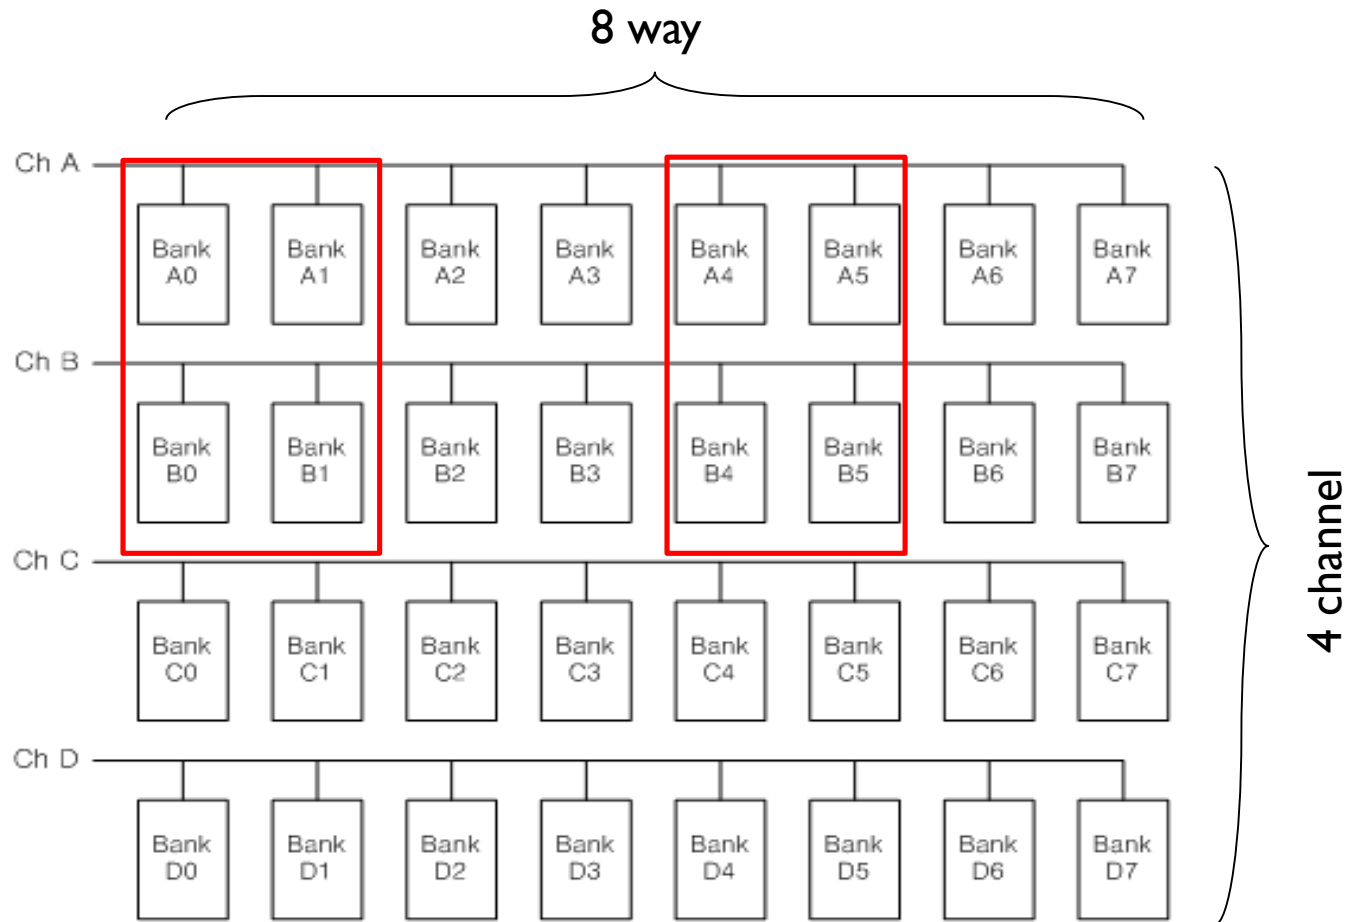 8 way
Ch A
Bank A0
Bank A1
Bank A2
Bank A3
Bank A4
Bank A5
Bank A6
Bank A7
Ch B
Bank B0
Bank B1
Bank B2
Bank B3
Bank B4
Bank B5
Bank B6
Bank B7
Ch C
Bank C0
Bank C1
Bank C2
Bank C3
Bank C4
Bank C5
Bank C6
Bank C7
Ch D
Bank D0
Bank D1
Bank D2
Bank D3
Bank D4
Bank D5
Bank D6
Bank D7
4 channel